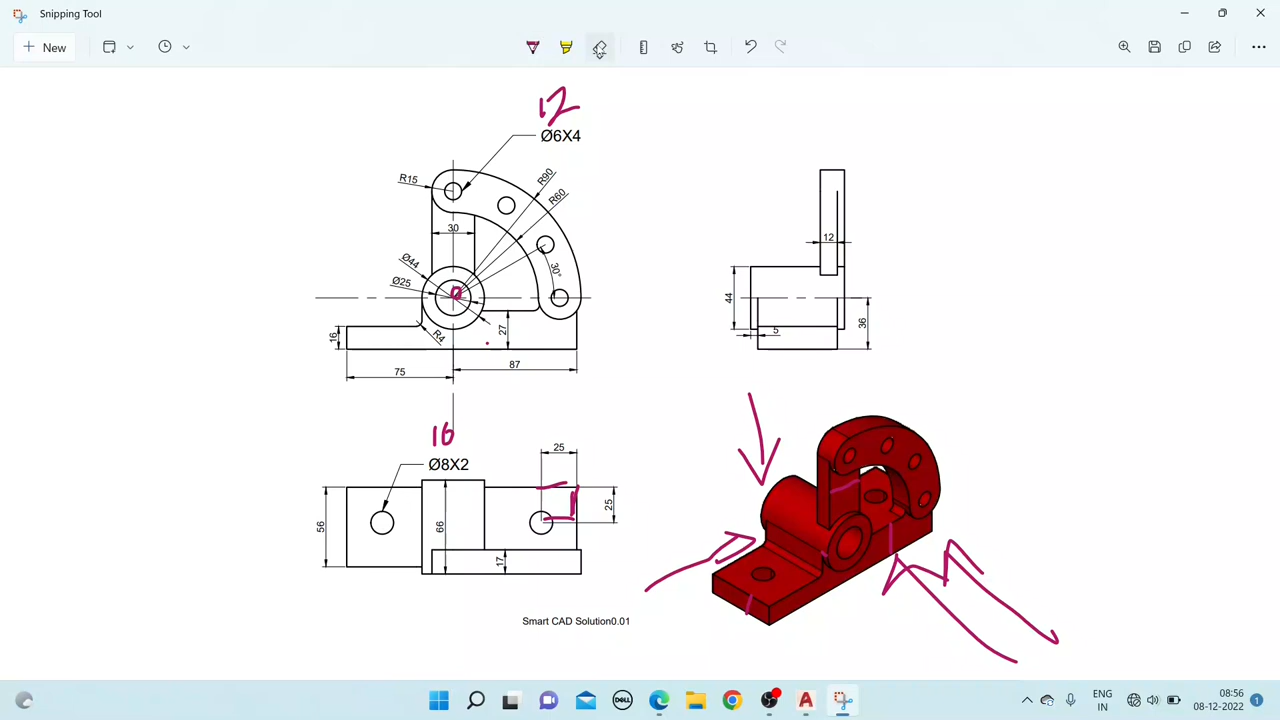 Snipping Tool
New
12
Ø6X4
R15
R90
R60
30
30°
Ø44
Ø25
16
R4
27
75
87
12
44
5
36
16
Ø8X2
25
56
66
25
17
Smart CAD Solution0.01
DELL
ENG
IN
08:56
08-12-2022
1